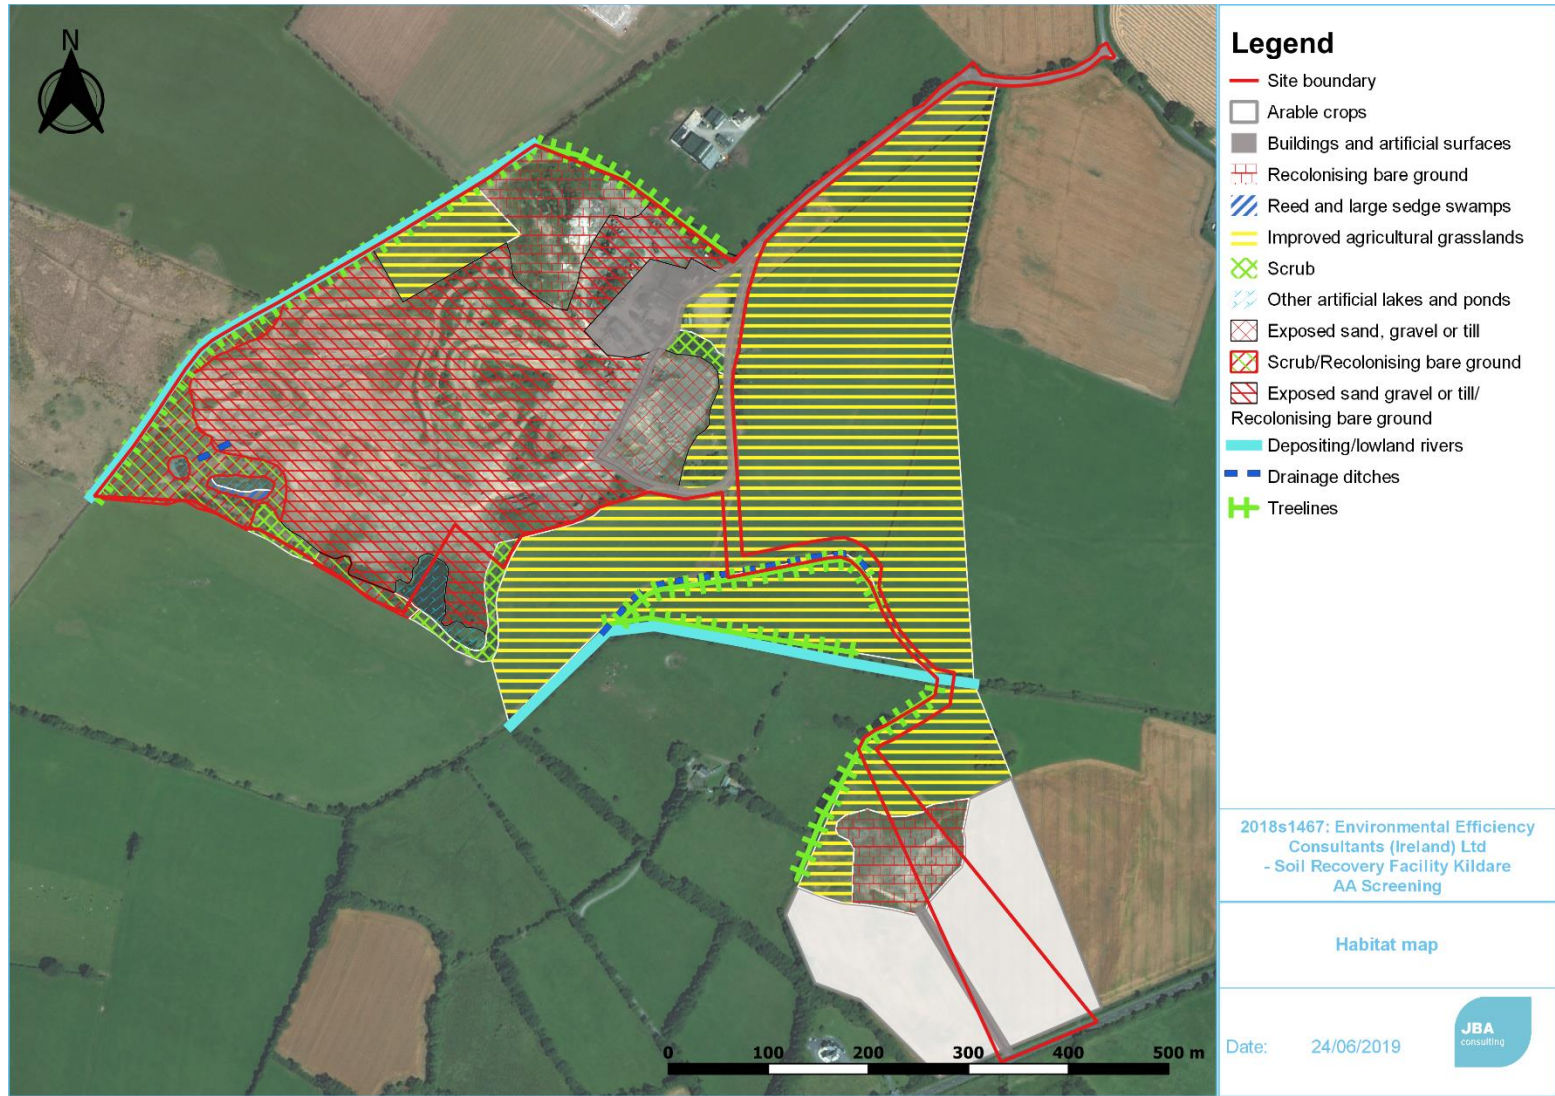 N
Legend
Site boundary
Arable crops
Buildings and artificial surfaces
Recolonising bare ground
Reed and large sedge swamps
Improved agricultural grasslands
Scrub
Other artificial lakes and ponds
Exposed sand, gravel or till
Scrub/Recolonising bare ground
Exposed sand gravel or till/
Recolonising bare ground
Depositing/lowland rivers
Drainage ditches
Treelines
2018s1467: Environmental Efficiency
Consultants (Ireland) Ltd
- Soil Recovery Facility Kildare
AA Screening
Habitat map
Date: 24/06/2019
JBA
consulting
0 100 200 300 400 500 m